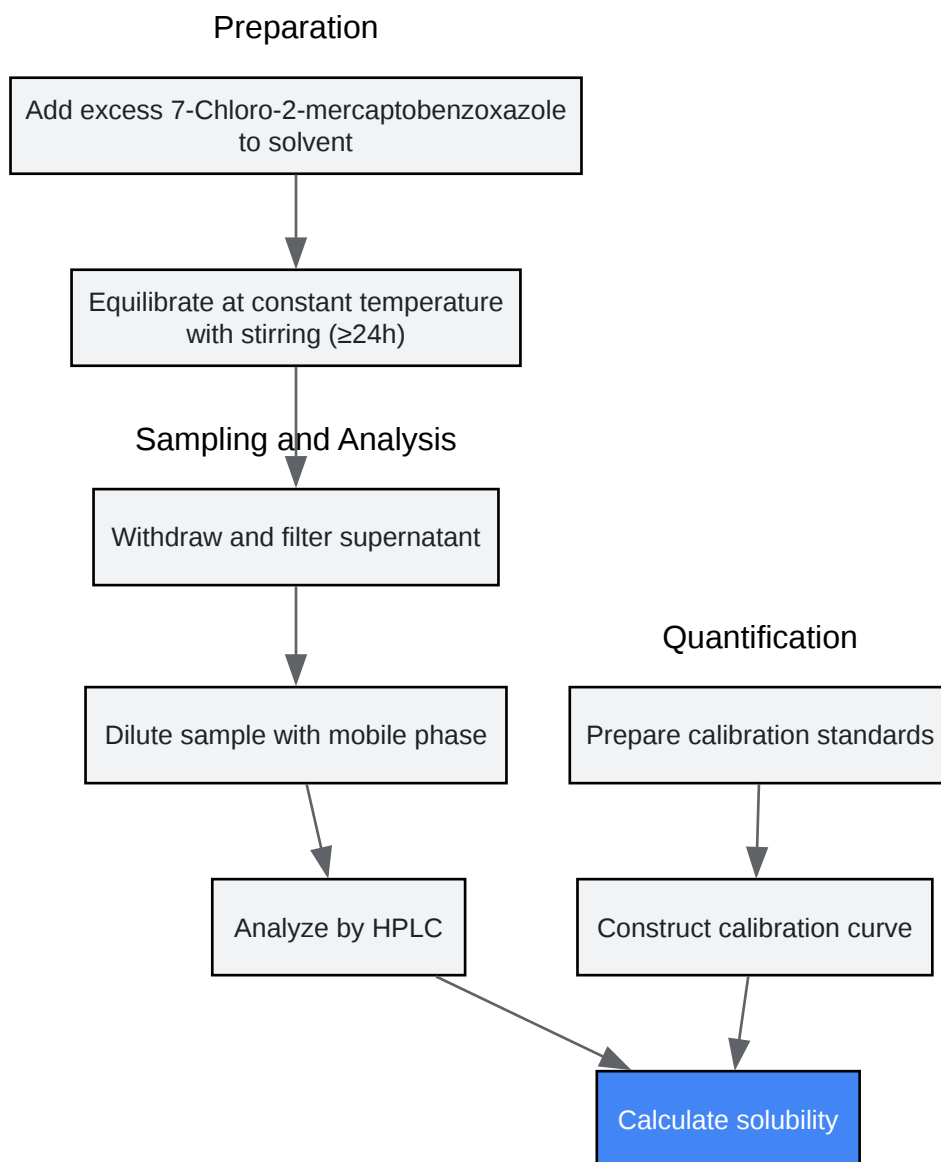 Preparation
Add excess 7-Chloro-2-mercaptobenzoxazole
to solvent
Equilibrate at constant temperature
with stirring (≥24h)
Sampling and Analysis
Withdraw and filter supernatant
Dilute sample with mobile phase
Analyze by HPLC
Quantification
Prepare calibration standards
Construct calibration curve
Calculate solubility